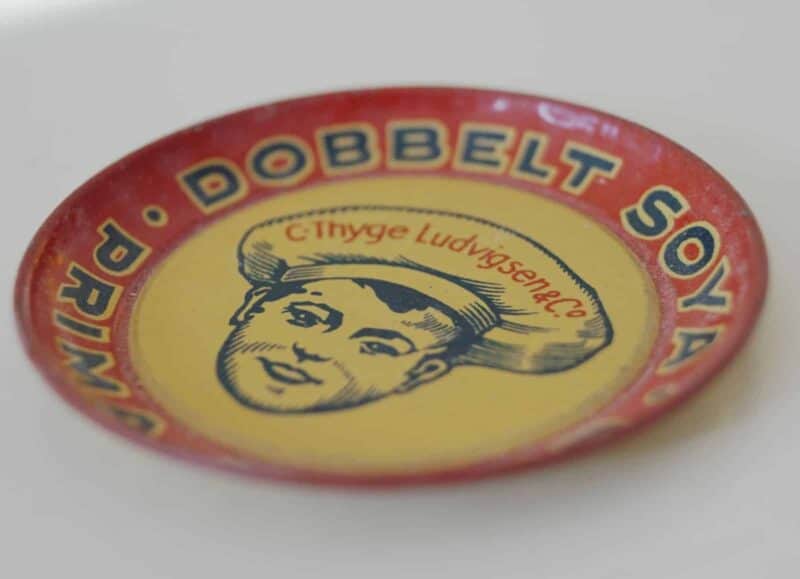 PRIMA · DOBBELT SOYA ·
C. Thyge Ludvigsen & Co.